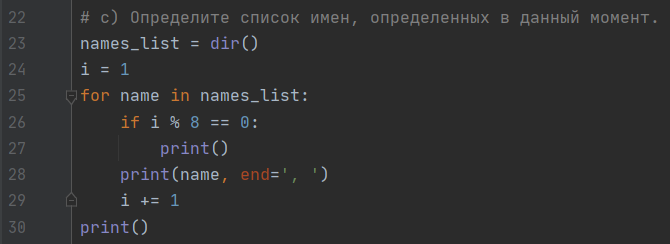 22 # c) Определите список имен, определенных в данный момент.
23 names_list = dir()
24 i = 1
25 for name in names_list:
26     if i % 8 == 0:
27         print()
28     print(name, end=', ')
29     i += 1
30 print()